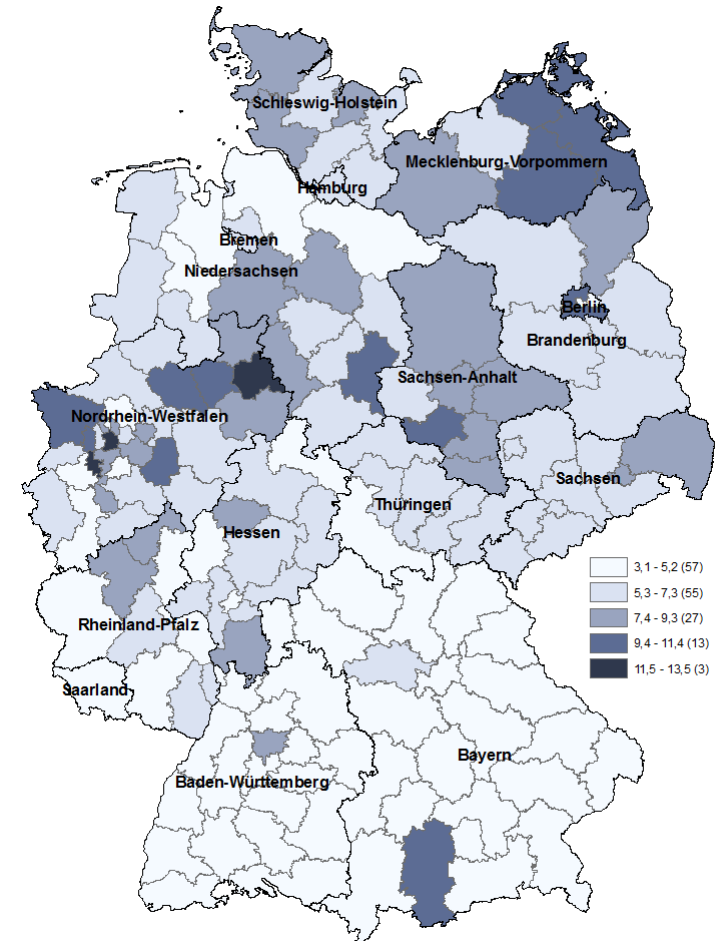 Schleswig-Holstein
Mecklenburg-Vorpommern
Hamburg
Bremen
Niedersachsen
Berlin
Brandenburg
Sachsen-Anhalt
Nordrhein-Westfalen
Sachsen
Thüringen
Hessen
Rheinland-Pfalz
Saarland
Bayern
Baden-Württemberg
3,1 - 5,2 (57)
5,3 - 7,3 (55)
7,4 - 9,3 (27)
9,4 - 11,4 (13)
11,5 - 13,5 (3)